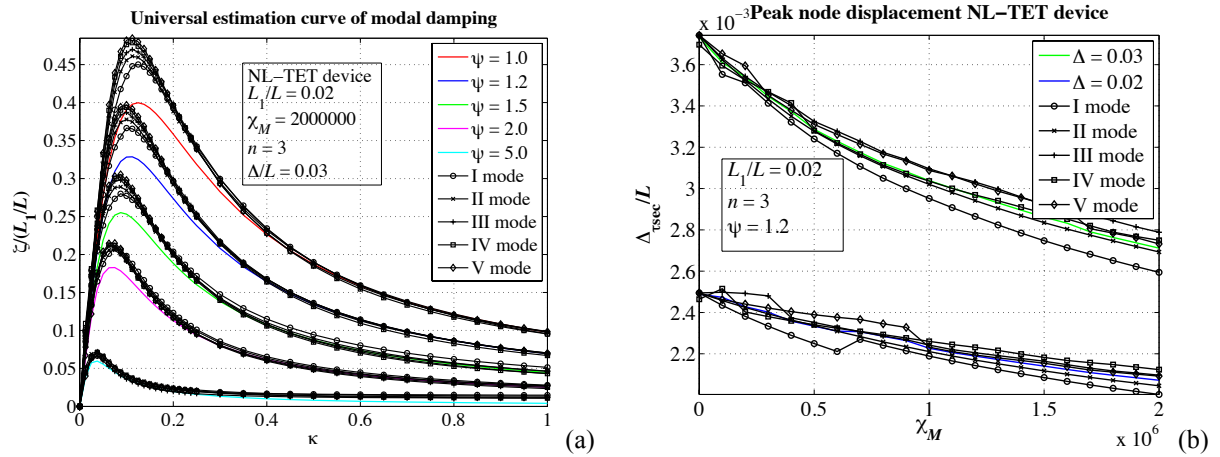 Universal estimation curve of modal damping
0.45
0.4
0.35
0.3
0.25
0.2
0.15
0.1
0.05
0
0
0.2
0.4
0.6
0.8
1
ζ/(L₁/L)
κ
NL−TET device
L₁/L = 0.02
χ_M = 2000000
n = 3
Δ/L = 0.03
ψ = 1.0
ψ = 1.2
ψ = 1.5
ψ = 2.0
ψ = 5.0
I mode
II mode
III mode
IV mode
V mode
(a)
x 10⁻³
Peak node displacement NL−TET device
3.6
3.4
3.2
3
2.8
2.6
2.4
2.2
0
0.5
1
1.5
2
x 10⁶
Δτsec/L
χ_M
L₁/L = 0.02
n = 3
ψ = 1.2
Δ = 0.03
Δ = 0.02
I mode
II mode
III mode
IV mode
V mode
(b)